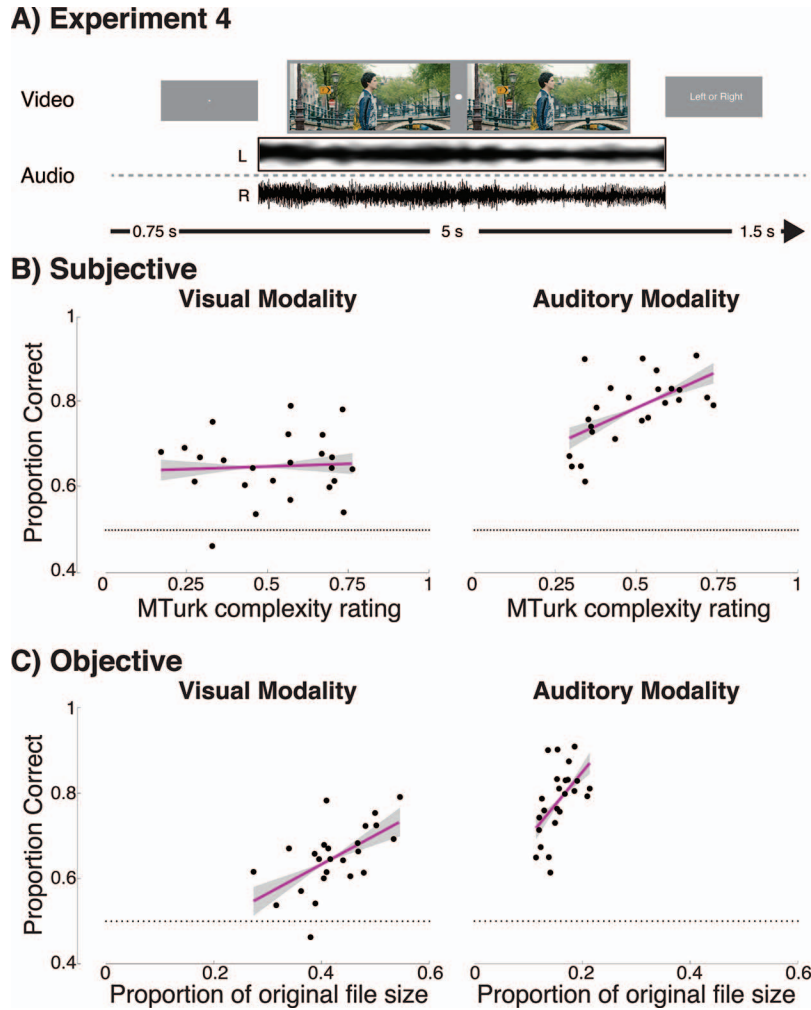 A) Experiment 4
Video
Left or Right
Audio
L
R
0.75 s 5 s 1.5 s
B) Subjective
Visual Modality Auditory Modality
Proportion Correct
1
0.8
0.6
0.4
0 0.25 0.5 0.75 1 0 0.25 0.5 0.75 1
MTurk complexity rating MTurk complexity rating
C) Objective
Visual Modality Auditory Modality
Proportion Correct
1
0.8
0.6
0.4
0 0.2 0.4 0.6 0 0.2 0.4 0.6
Proportion of original file size Proportion of original file size